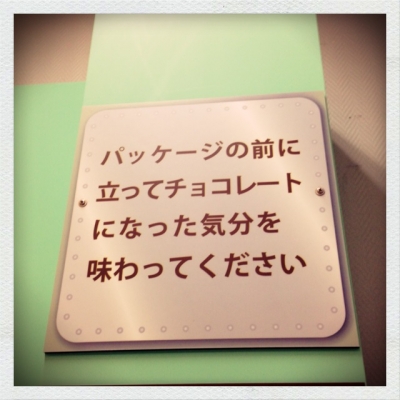 パッケージの前に
立ってチョコレート
になった気分を
味わってください